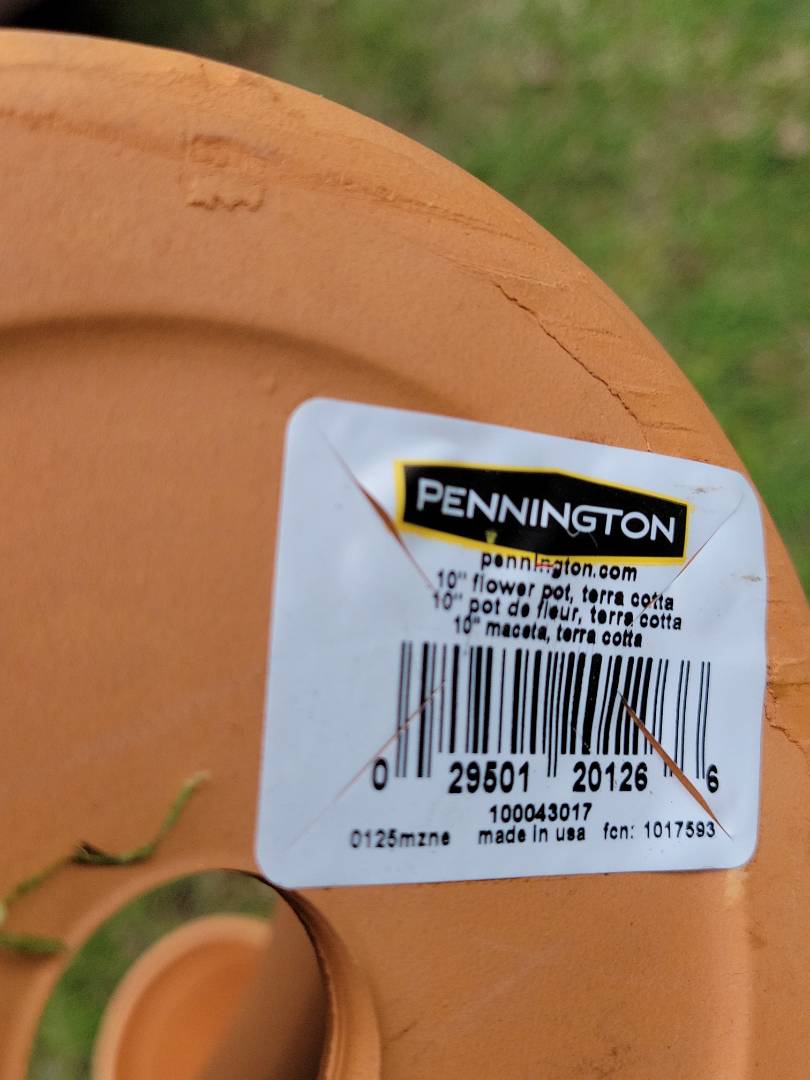 PENNINGTON
pennington.com
10" flower pot, terra cotta
10" pot de fleur, terra cotta
10" maceta, terra cotta
0 29501 20126 6
100043017
0125mzne made in usa fcn: 1017593